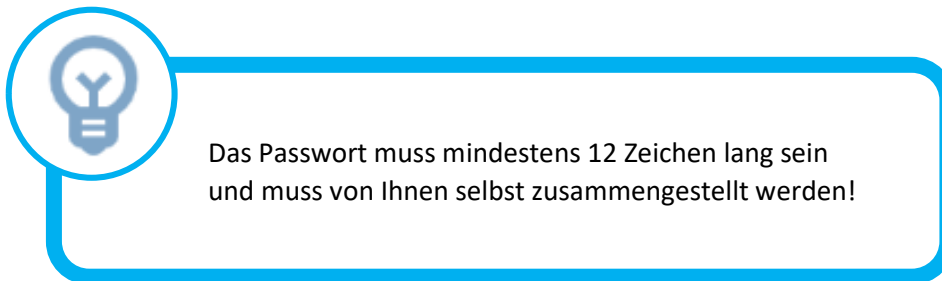 Das Passwort muss mindestens 12 Zeichen lang sein
und muss von Ihnen selbst zusammengestellt werden!